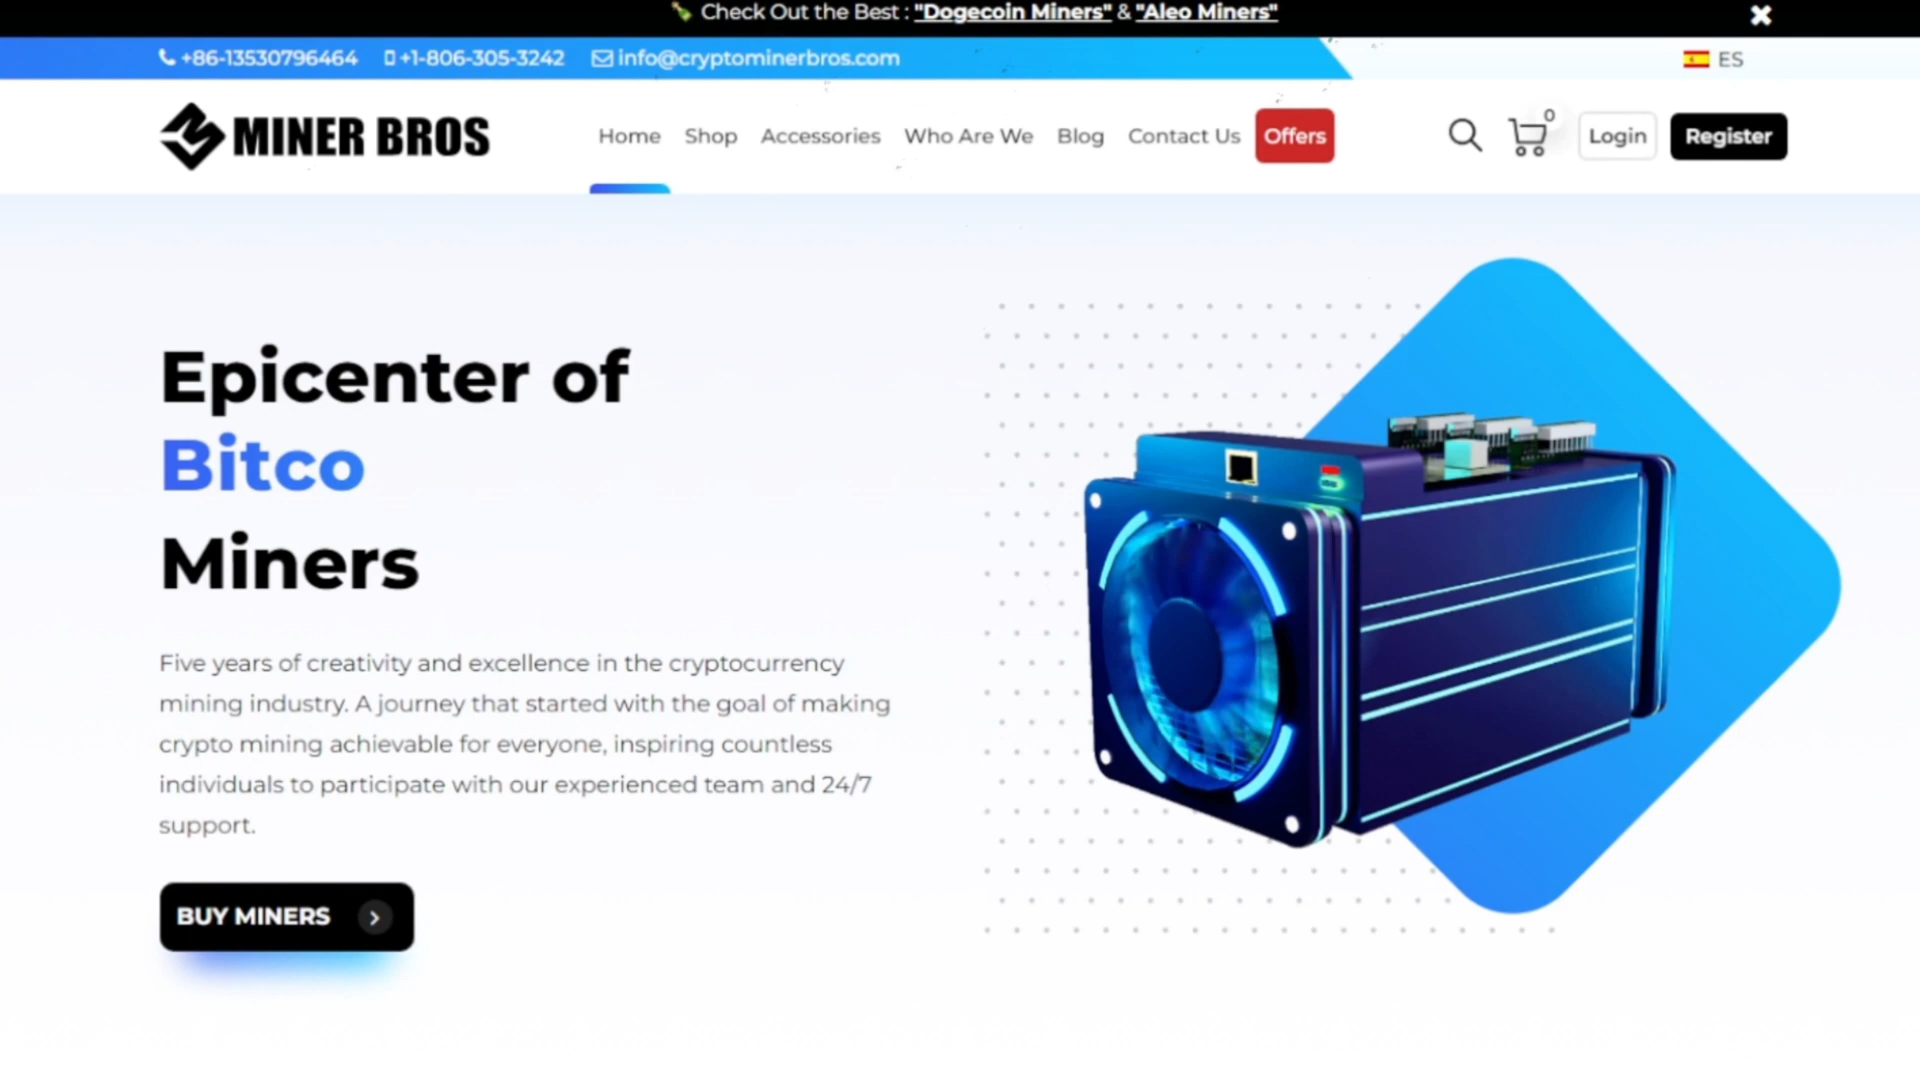 Check Out the Best : "Dogecoin Miners" & "Aleo Miners"
+86-13530796464 +1-806-305-3242 info@cryptominerbros.com ES
MINER BROS Home Shop Accessories Who Are We Blog Contact Us Offers 0 Login Register
Epicenter of
Bitco
Miners
Five years of creativity and excellence in the cryptocurrency
mining industry. A journey that started with the goal of making
crypto mining achievable for everyone, inspiring countless
individuals to participate with our experienced team and 24/7
support.
BUY MINERS